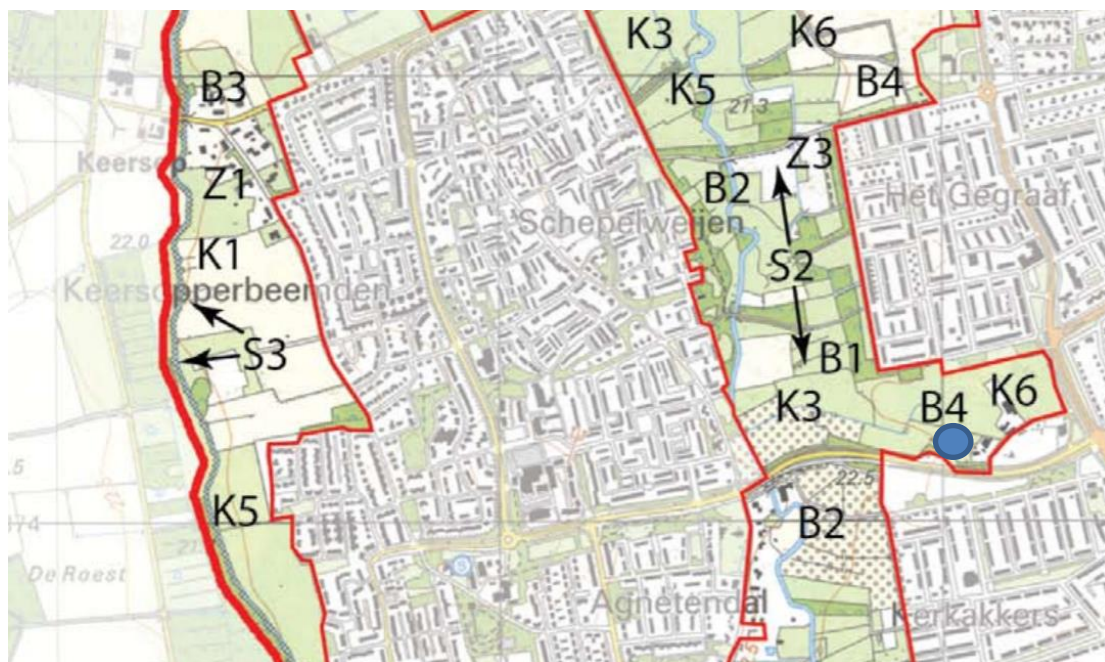 K3
K6
B3
K5
B4
21.3
Keersop
Z3
Z1
B2
Het Gegraaf
Schepelweijen
22.0
K1
S2
Keersopperbeemden
S3
B1
K6
K3
B4
22.5
K5
B2
De Roest
Agnetendal
Kerkakkers